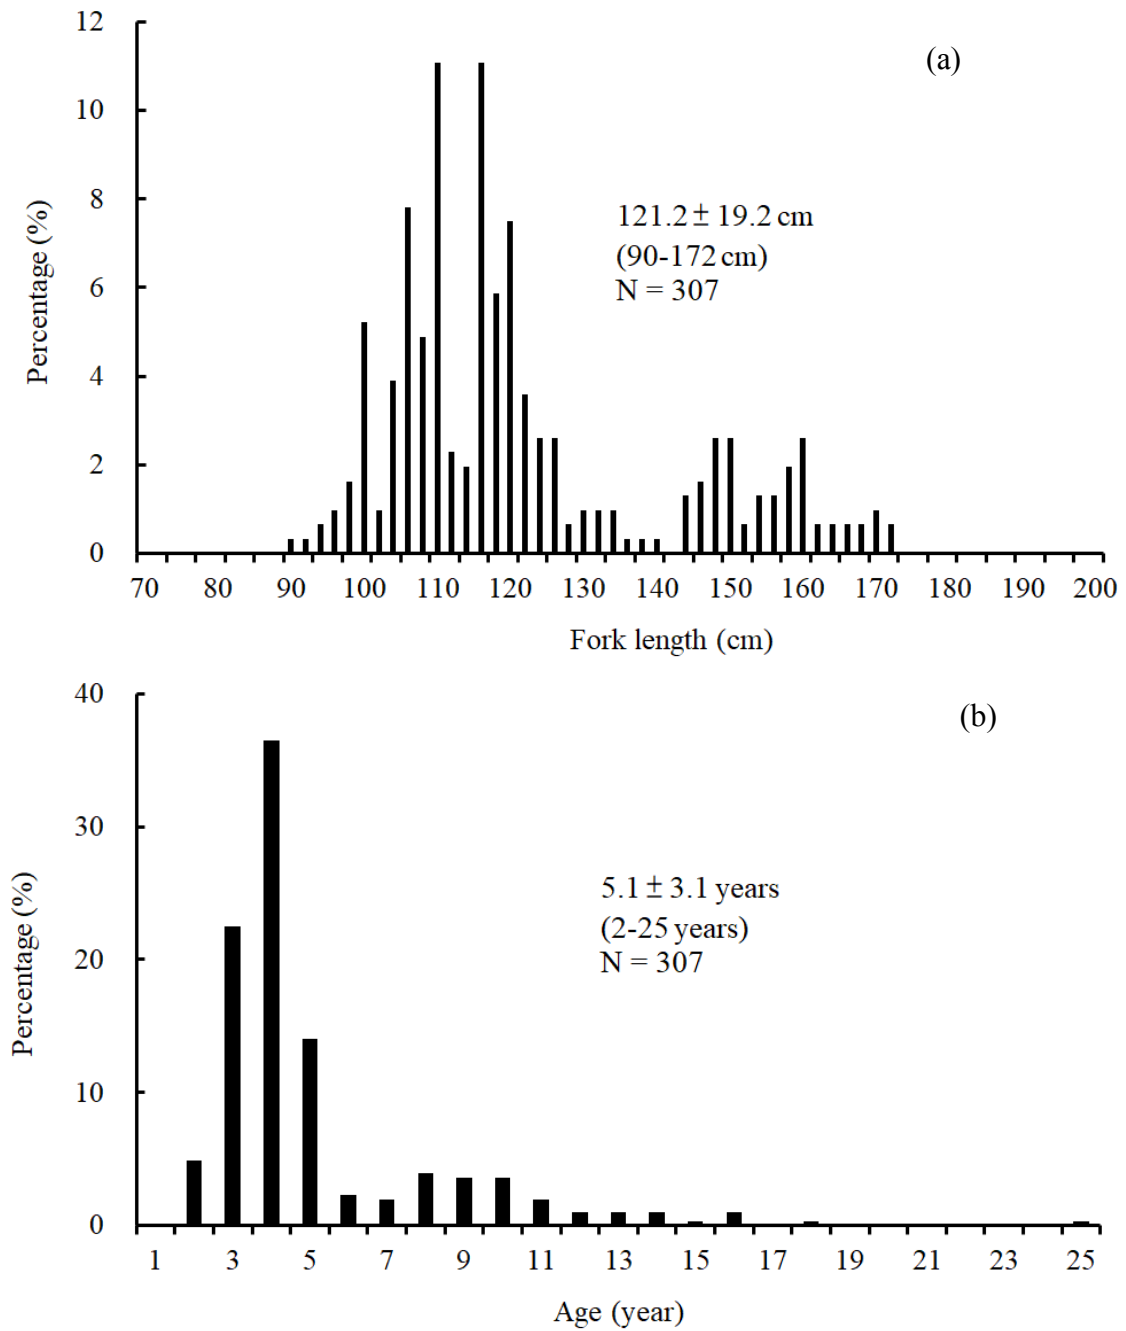 12
(a)
10
8
121.2 ± 19.2 cm
(90-172 cm)
N = 307
6
4
2
0
Percentage (%)
70 80 90 100 110 120 130 140 150 160 170 180 190 200
Fork length (cm)
40
(b)
30
5.1 ± 3.1 years
(2-25 years)
N = 307
20
10
0
Percentage (%)
1 3 5 7 9 11 13 15 17 19 21 23 25
Age (year)